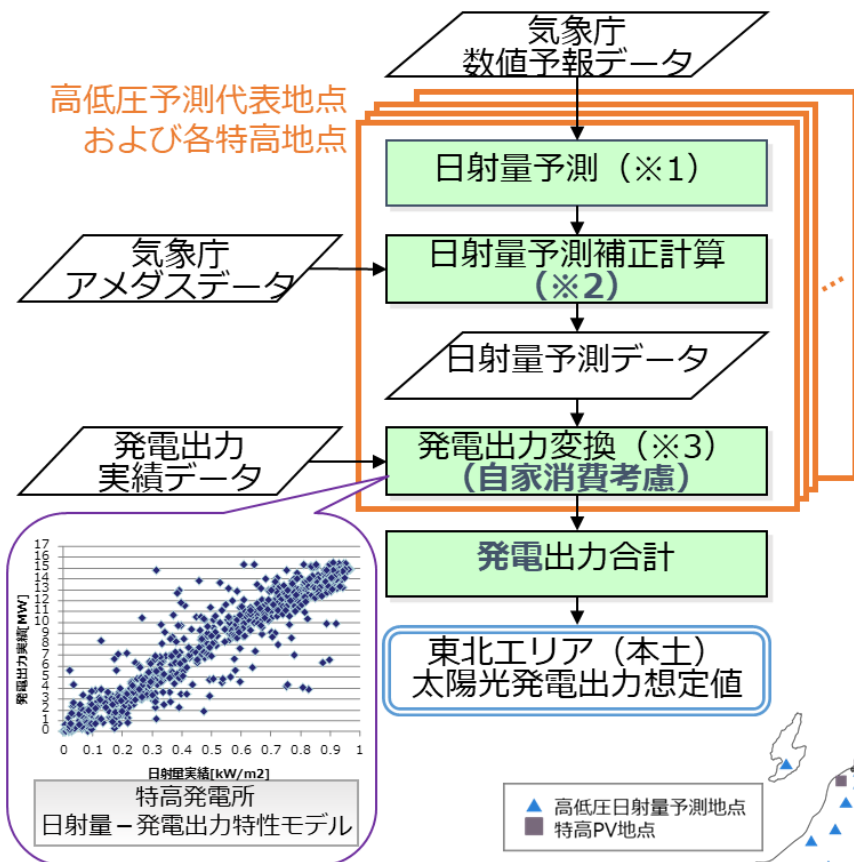 気象庁
数値予報データ
高低圧予測代表地点
および各特高地点
日射量予測（※1）
気象庁
アメダスデータ
日射量予測補正計算
（※2）
日射量予測データ
発電出力
実績データ
発電出力変換（※3）
（自家消費考慮）
発電出力合計
東北エリア（本土）
太陽光発電出力想定値
発電出力実績[MW]
17
16
15
14
13
12
11
10
9
8
7
6
5
4
3
2
1
0
0 0.1 0.2 0.3 0.4 0.5 0.6 0.7 0.8 0.9 1
日射量実績[kW/m2]
特高発電所
日射量－発電出力特性モデル
高低圧日射量予測地点
特高PV地点